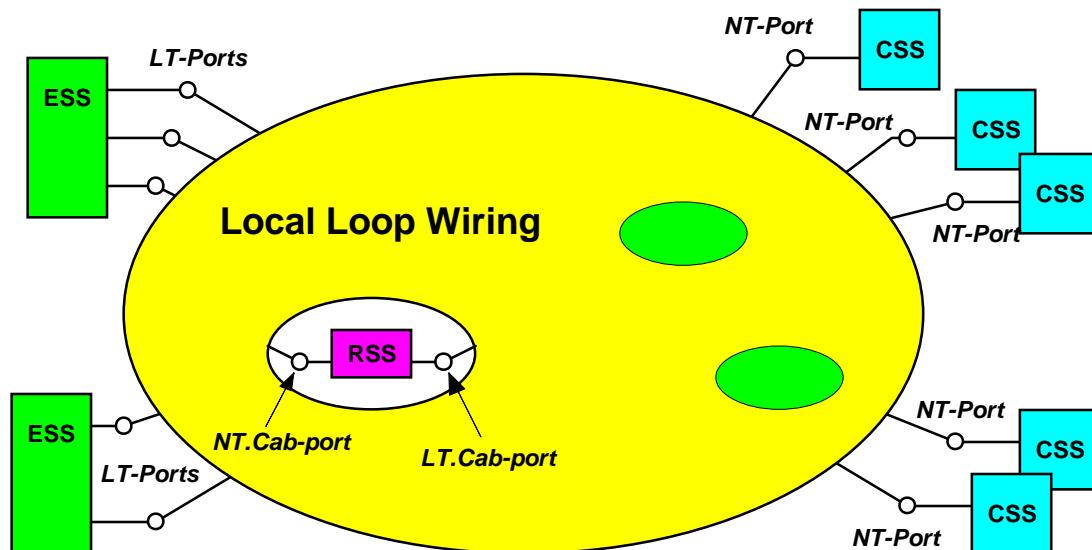 NT-Port
CSS
LT-Ports
ESS
NT-Port
CSS
CSS
NT-Port
Local Loop Wiring
RSS
NT.Cab-port
LT.Cab-port
ESS
LT-Ports
NT-Port
CSS
CSS
NT-Port